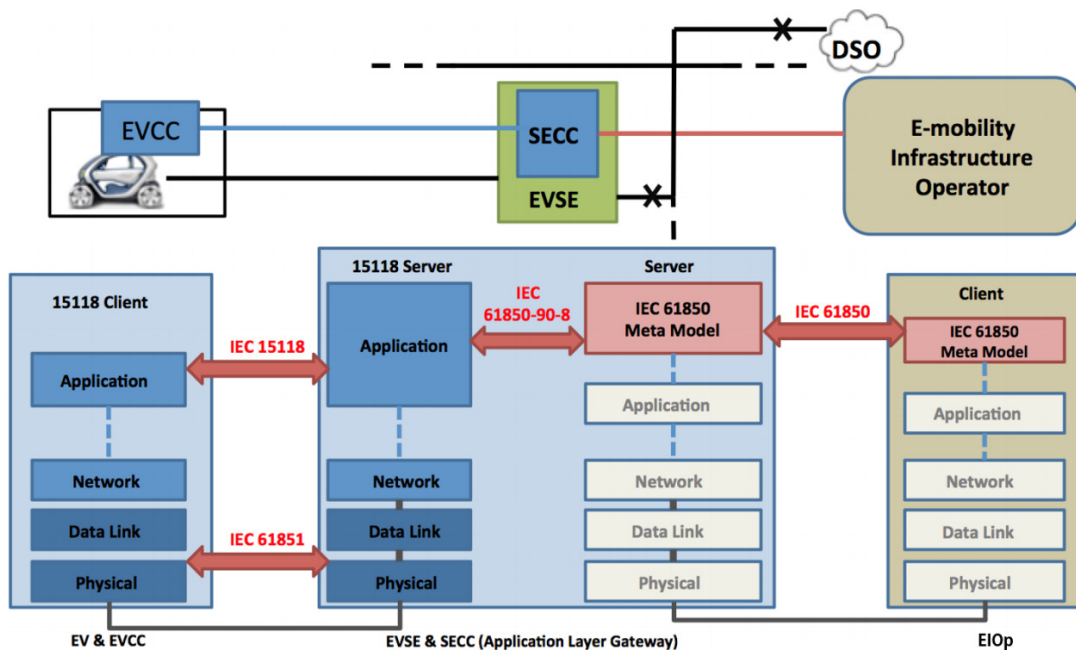 DSO
EVCC
SECC
EVSE
E-mobility
Infrastructure
Operator
15118 Client
15118 Server
Server
Client
IEC 15118
IEC
61850-90-8
IEC 61850
IEC 61851
Application
Network
Data Link
Physical
Application
Network
Data Link
Physical
IEC 61850
Meta Model
Application
Network
Data Link
Physical
IEC 61850
Meta Model
Application
Network
Data Link
Physical
EV & EVCC
EVSE & SECC (Application Layer Gateway)
EIOp